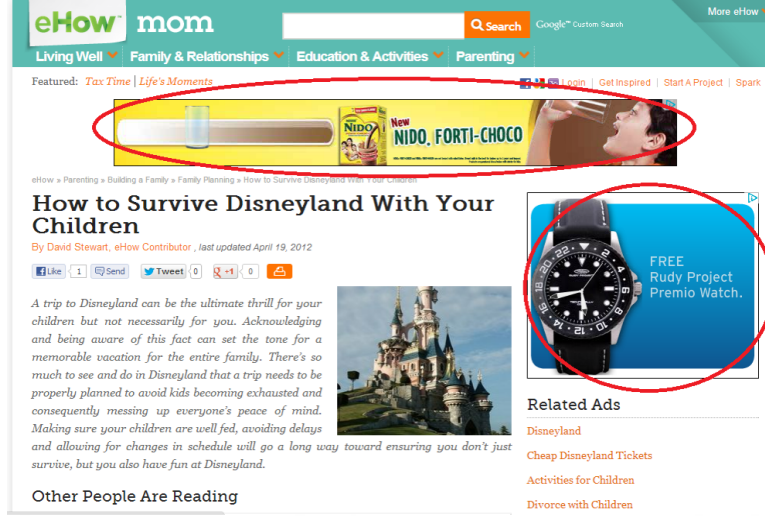 More eHow
eHow mom
Search
Google™ Custom Search
Living Well Family & Relationships Education & Activities Parenting
Featured: Tax Time | Life's Moments
Login | Get Inspired | Start A Project | Spark
NIDO
New
NIDO, FORTI-CHOCO
eHow » Parenting » Building a Family » Family Planning » How to Survive Disneyland With Your Children
How to Survive Disneyland With Your
Children
By David Stewart, eHow Contributor , last updated April 19, 2012
Like 1 Send Tweet 0 +1 0
A trip to Disneyland can be the ultimate thrill for your
children but not necessarily for you. Acknowledging
and being aware of this fact can set the tone for a
memorable vacation for the entire family. There's so
much to see and do in Disneyland that a trip needs to be
properly planned to avoid kids becoming exhausted and
consequently messing up everyone's peace of mind.
Making sure your children are well fed, avoiding delays
and allowing for changes in schedule will go a long way toward ensuring you don't just
survive, but you also have fun at Disneyland.
Other People Are Reading
FREE
Rudy Project
Premio Watch.
Related Ads
Disneyland
Cheap Disneyland Tickets
Activities for Children
Divorce with Children